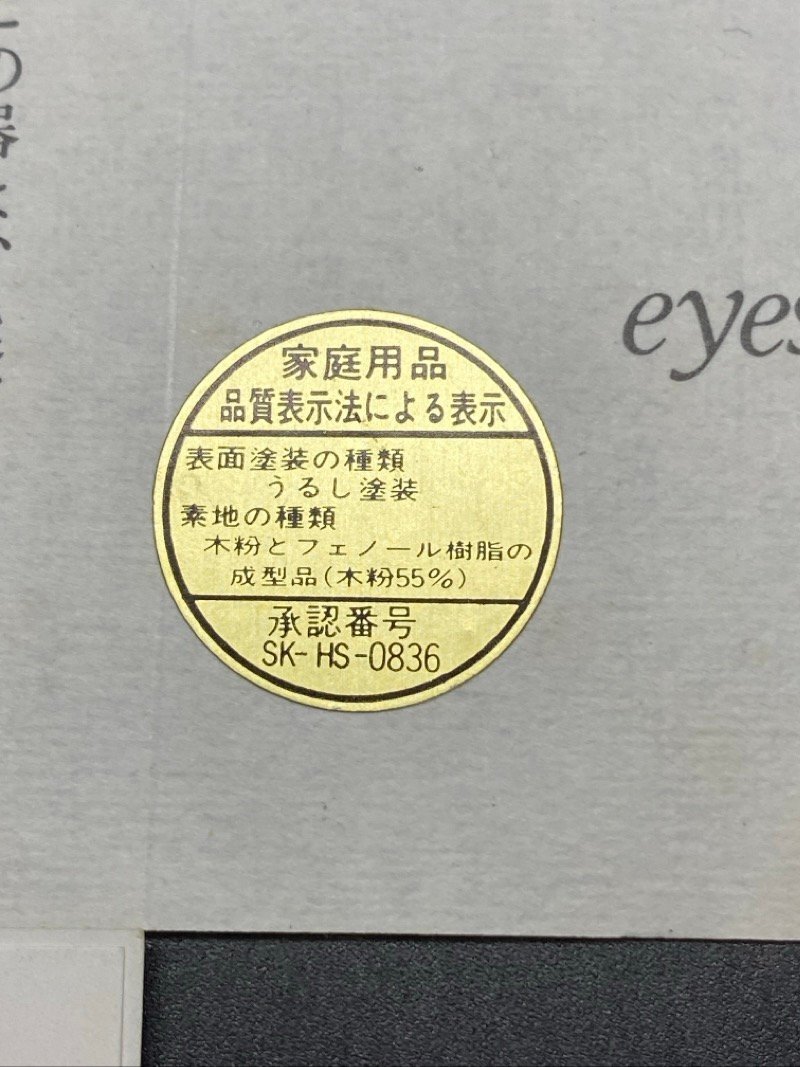 家庭用品
品質表示法による表示
表面塗装の種類
うるし塗装
素地の種類
木粉とフェノール樹脂の
成型品(木粉55%)
承認番号
SK-HS-0836
eyes